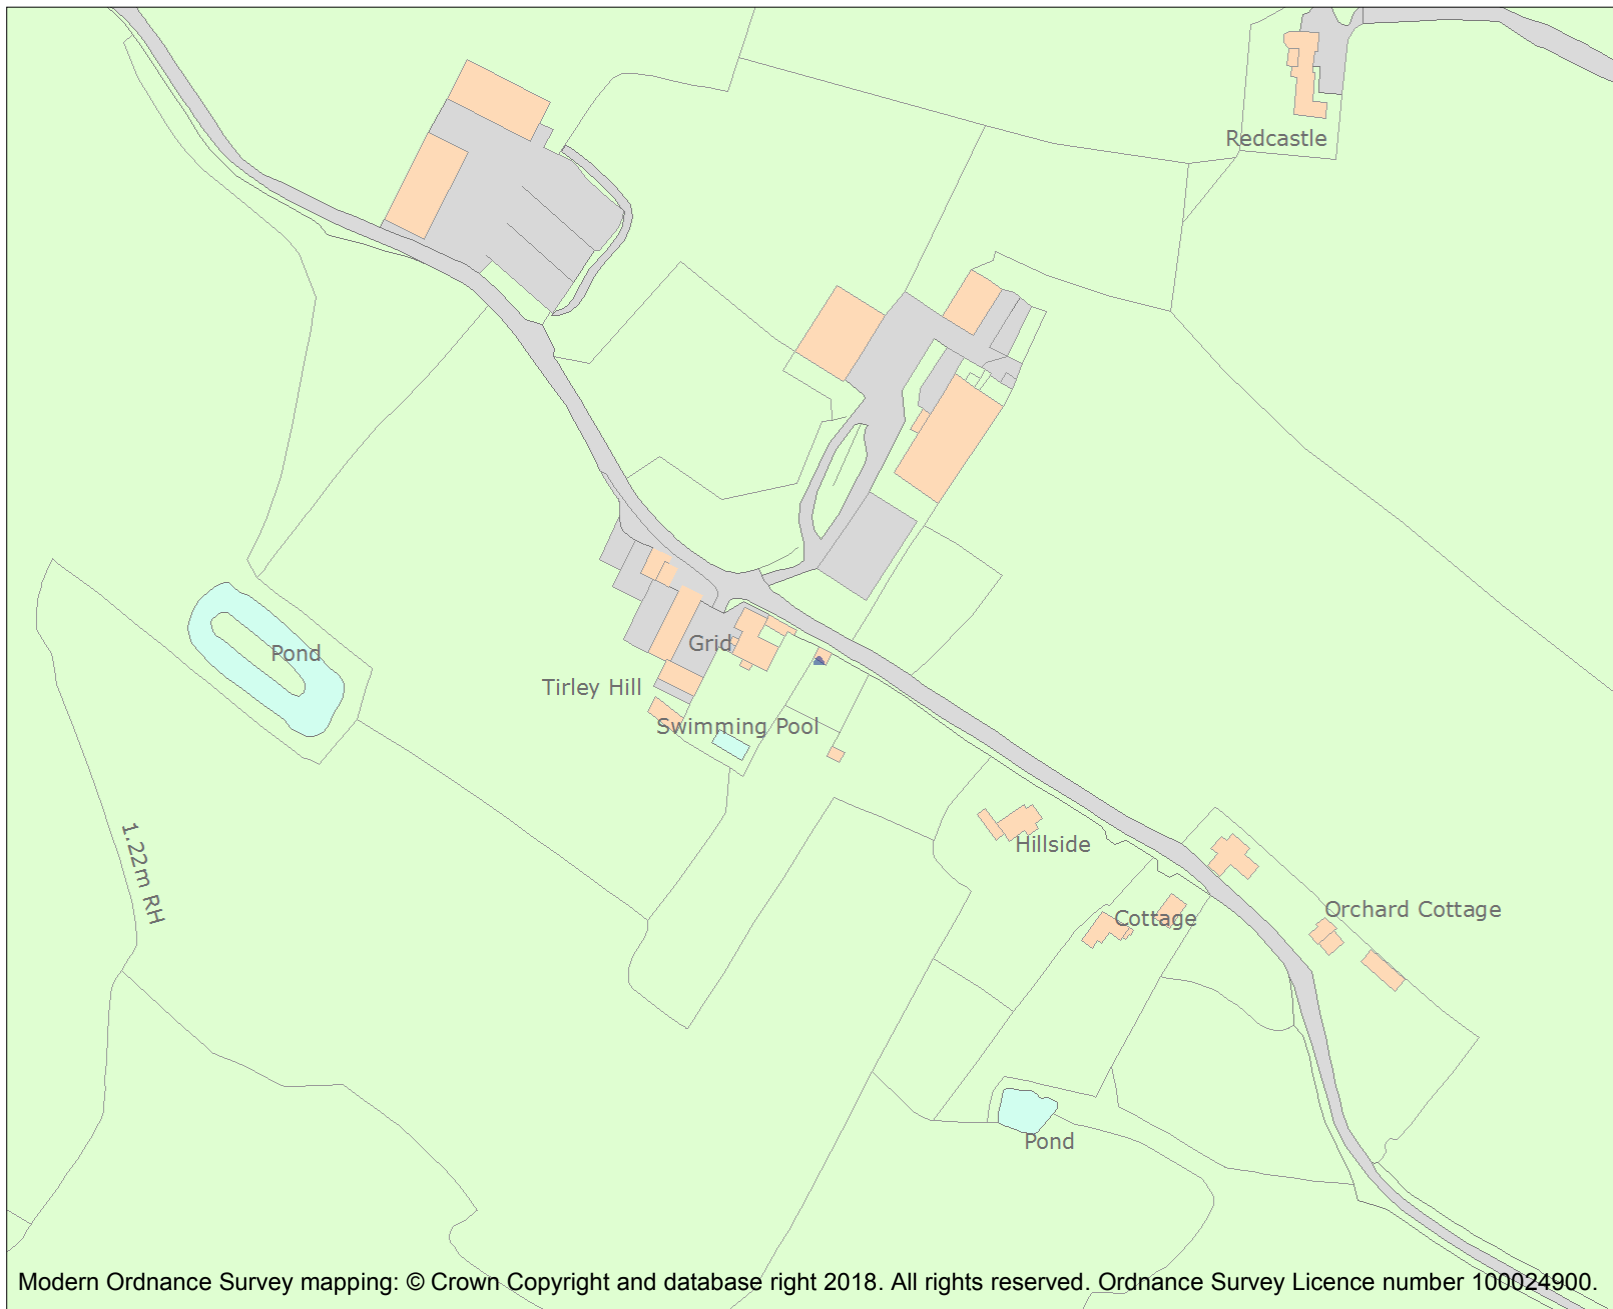 Redcastle
Pond
Grid
Tirley Hill
Swimming Pool
1.22m RH
Hillside
Cottage
Orchard Cottage
Pond
Modern Ordnance Survey mapping: © Crown Copyright and database right 2018. All rights reserved. Ordnance Survey Licence number 100024900.